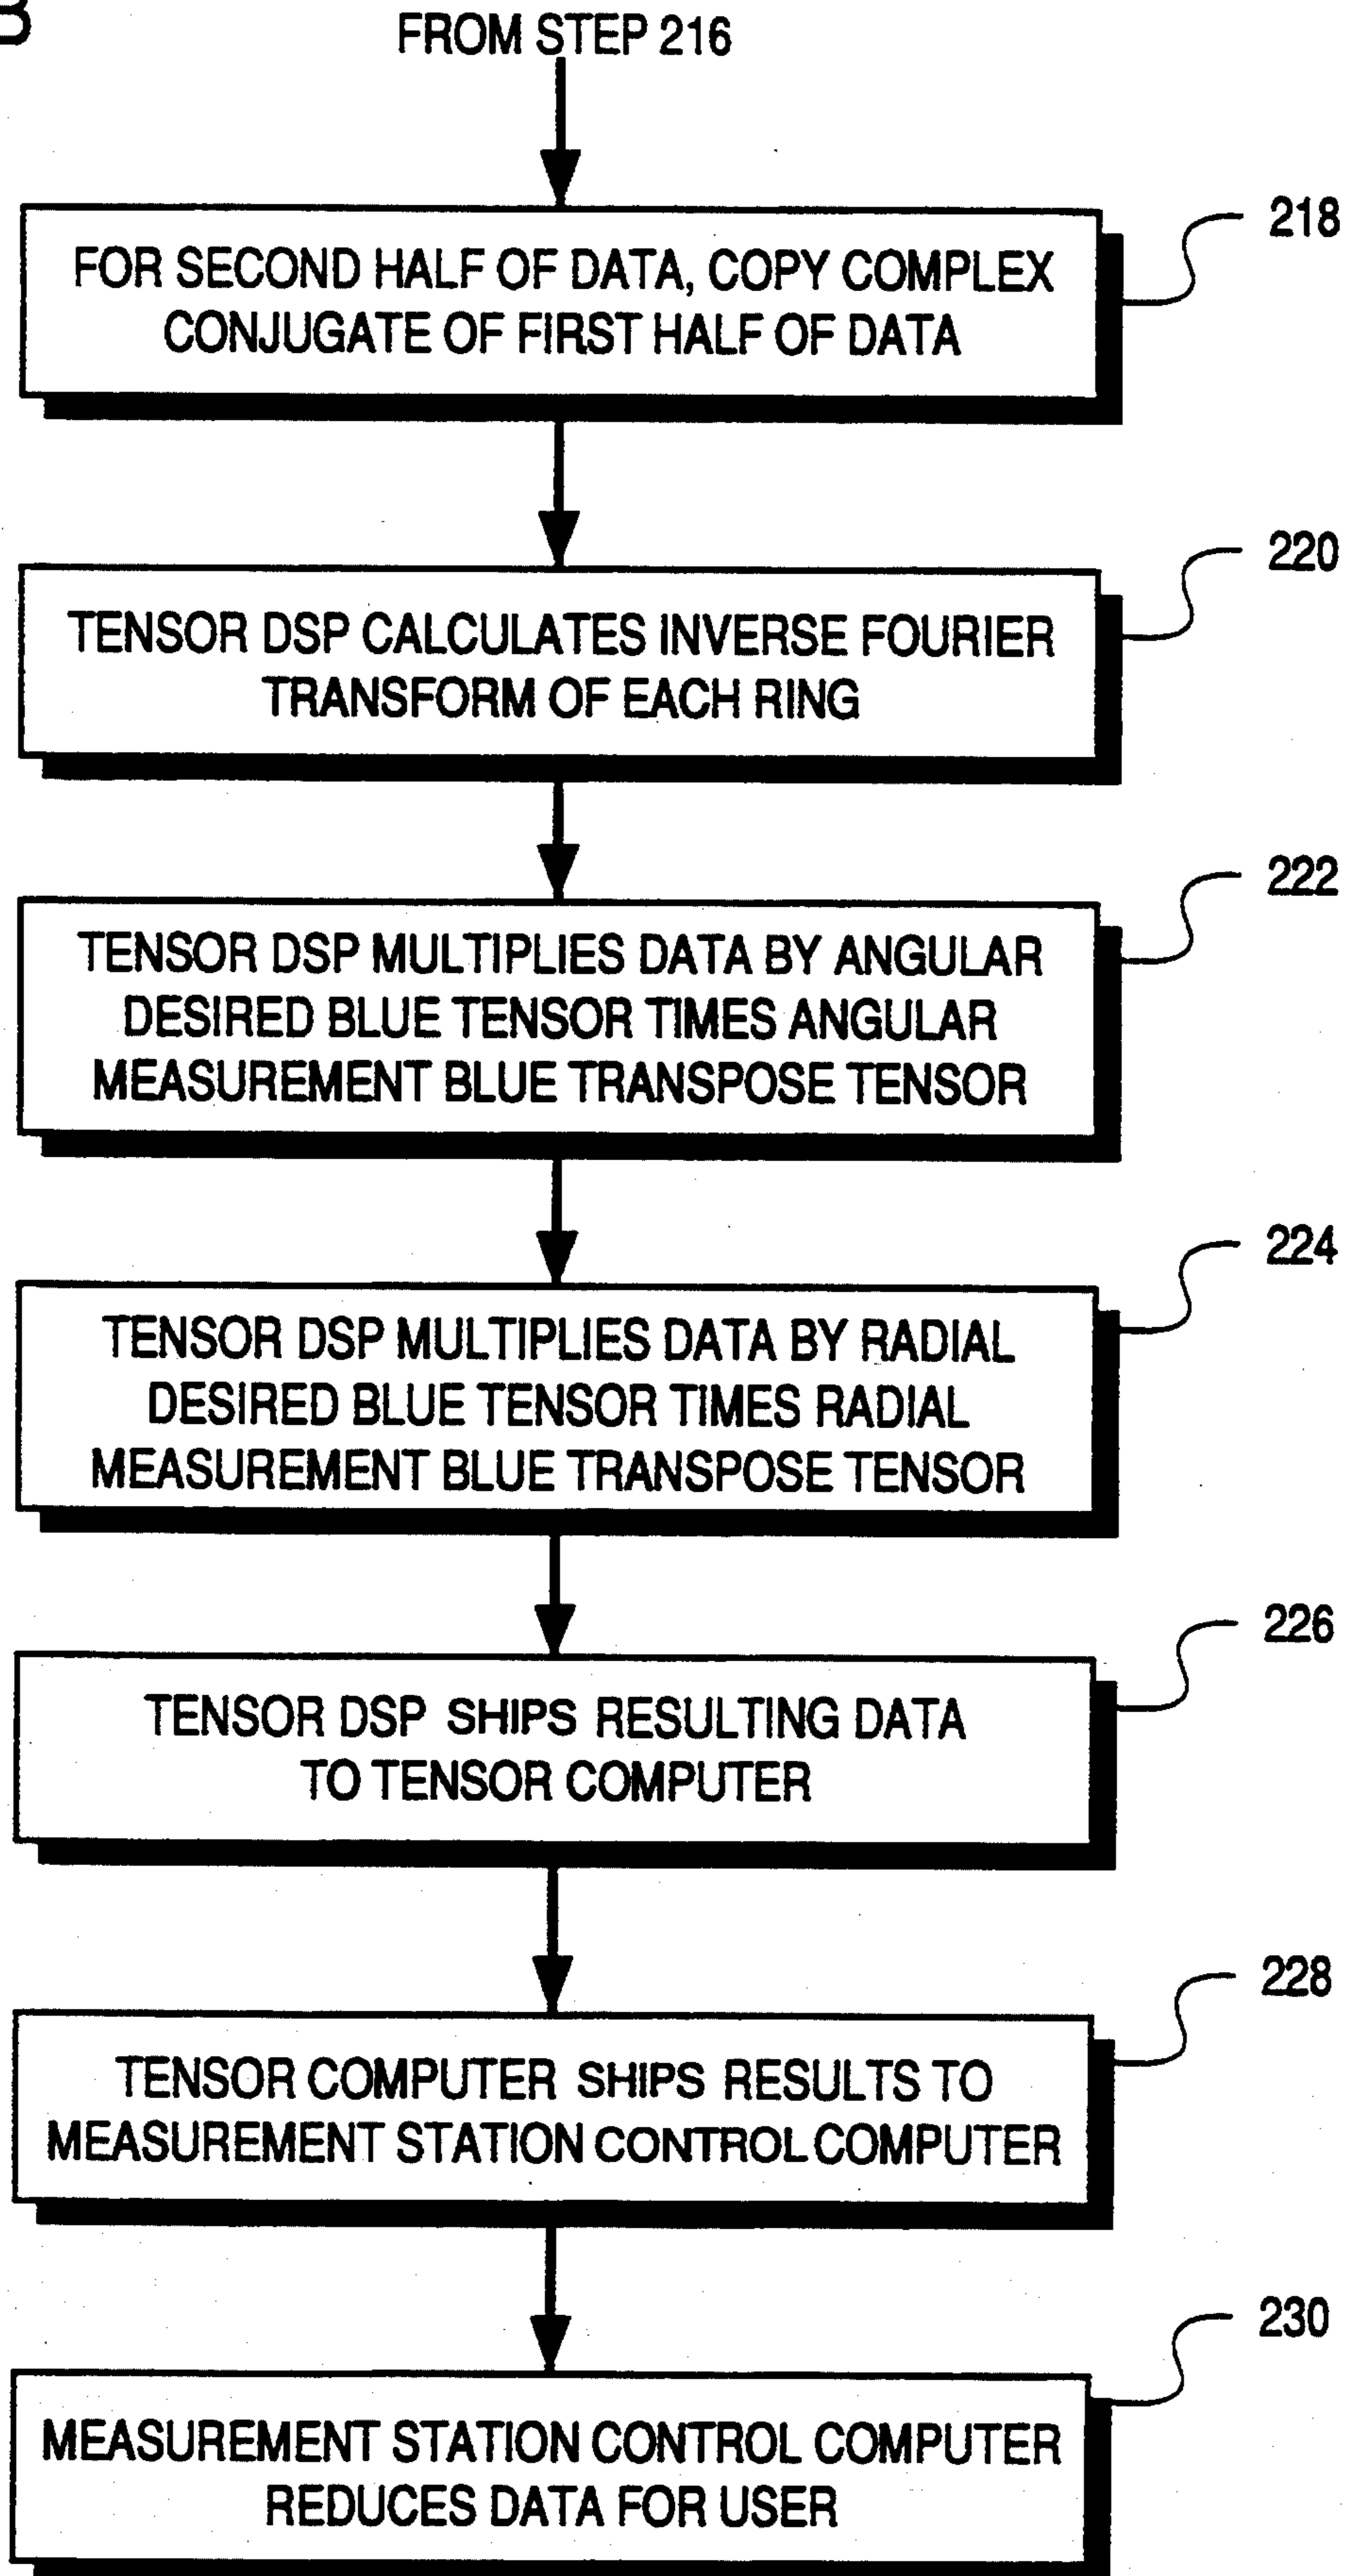 B
FROM STEP 216
218
FOR SECOND HALF OF DATA, COPY COMPLEX
CONJUGATE OF FIRST HALF OF DATA
220
TENSOR DSP CALCULATES INVERSE FOURIER
TRANSFORM OF EACH RING
222
TENSOR DSP MULTIPLIES DATA BY ANGULAR
DESIRED BLUE TENSOR TIMES ANGULAR
MEASUREMENT BLUE TRANSPOSE TENSOR
224
TENSOR DSP MULTIPLIES DATA BY RADIAL
DESIRED BLUE TENSOR TIMES RADIAL
MEASUREMENT BLUE TRANSPOSE TENSOR
226
TENSOR DSP SHIPS RESULTING DATA
TO TENSOR COMPUTER
228
TENSOR COMPUTER SHIPS RESULTS TO
MEASUREMENT STATION CONTROL COMPUTER
230
MEASUREMENT STATION CONTROL COMPUTER
REDUCES DATA FOR USER